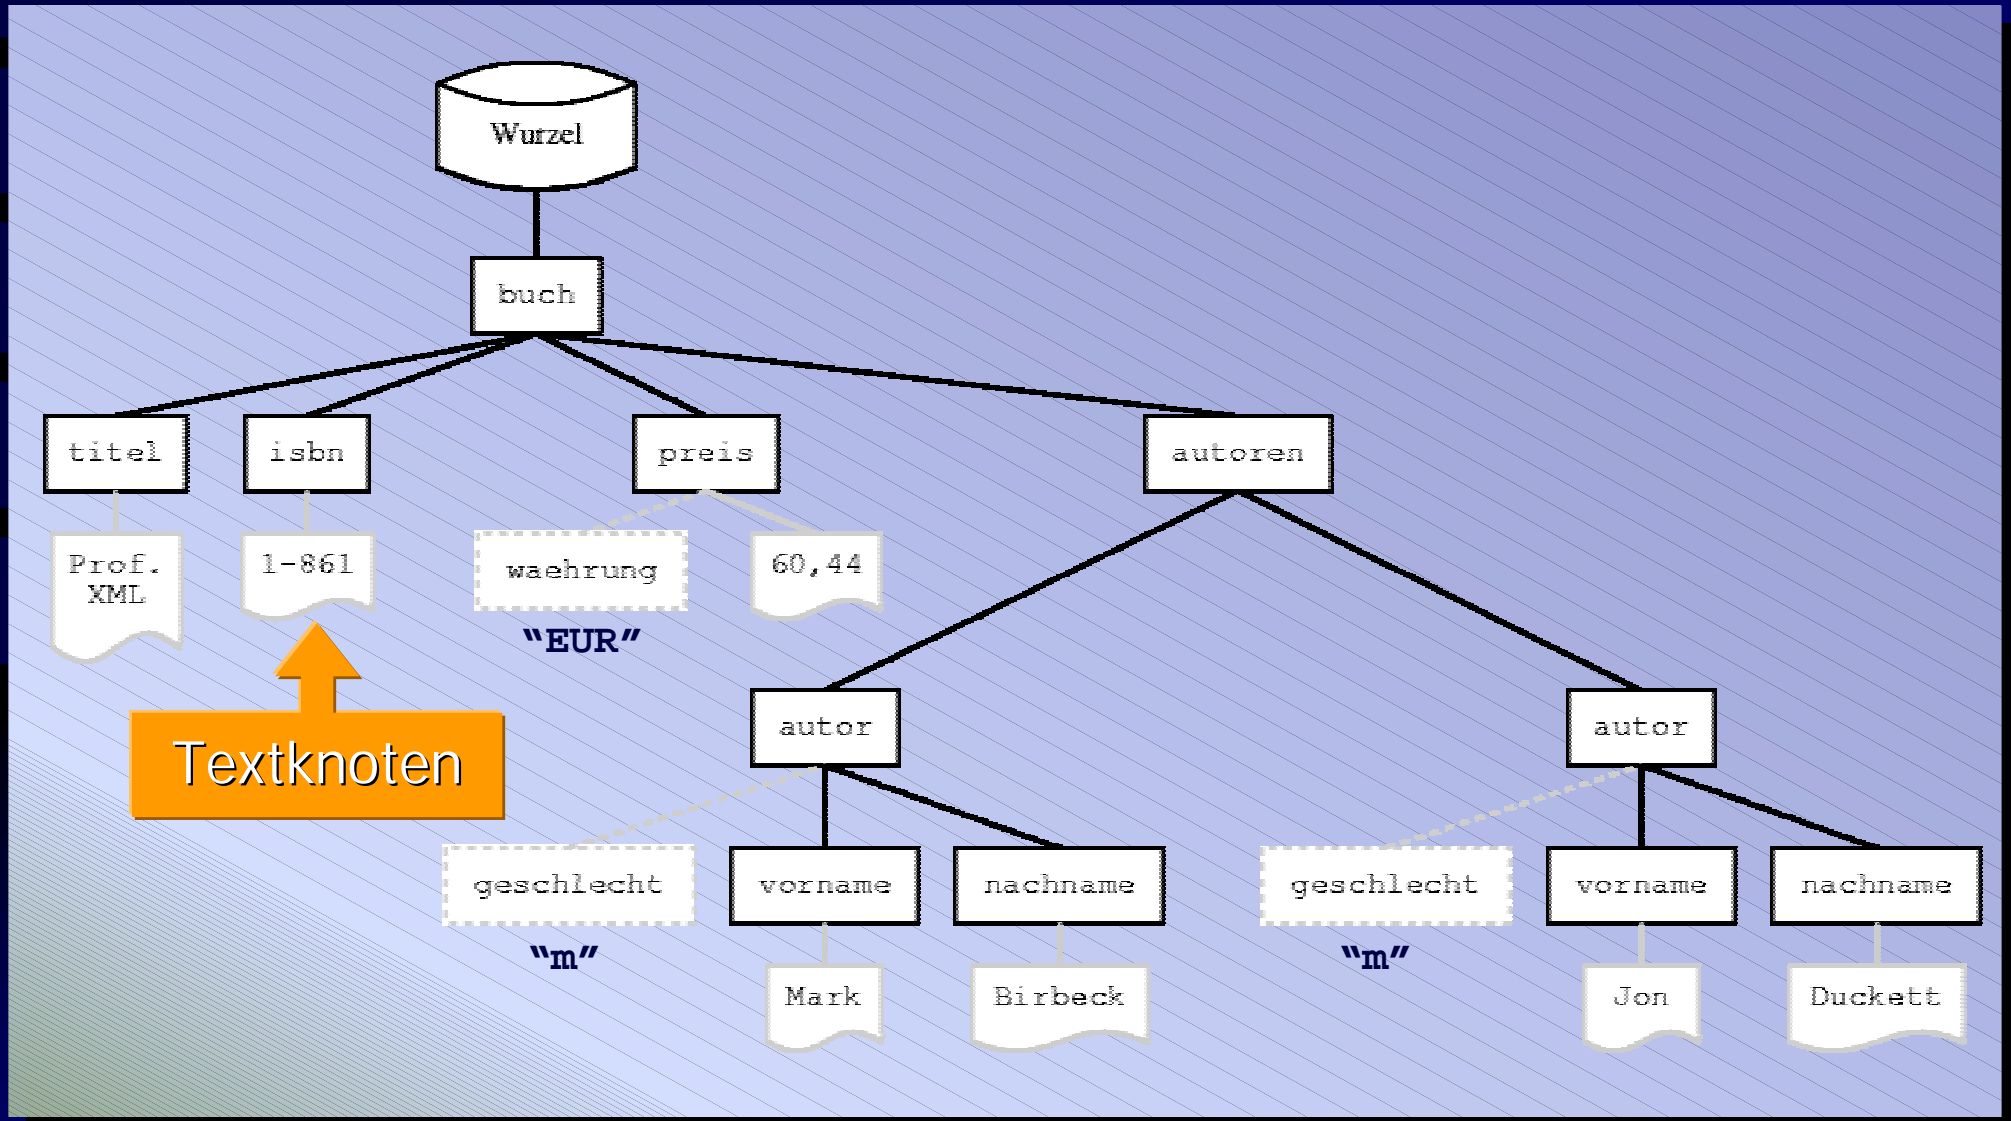 Wurzel
buch
titel
isbn
preis
autoren
Prof.
XML
1-861
waehrung
60,44
"EUR"
Textknoten
autor
autor
geschlecht
vorname
nachname
geschlecht
vorname
nachname
"m"
"m"
Mark
Birbeck
Jon
Duckett